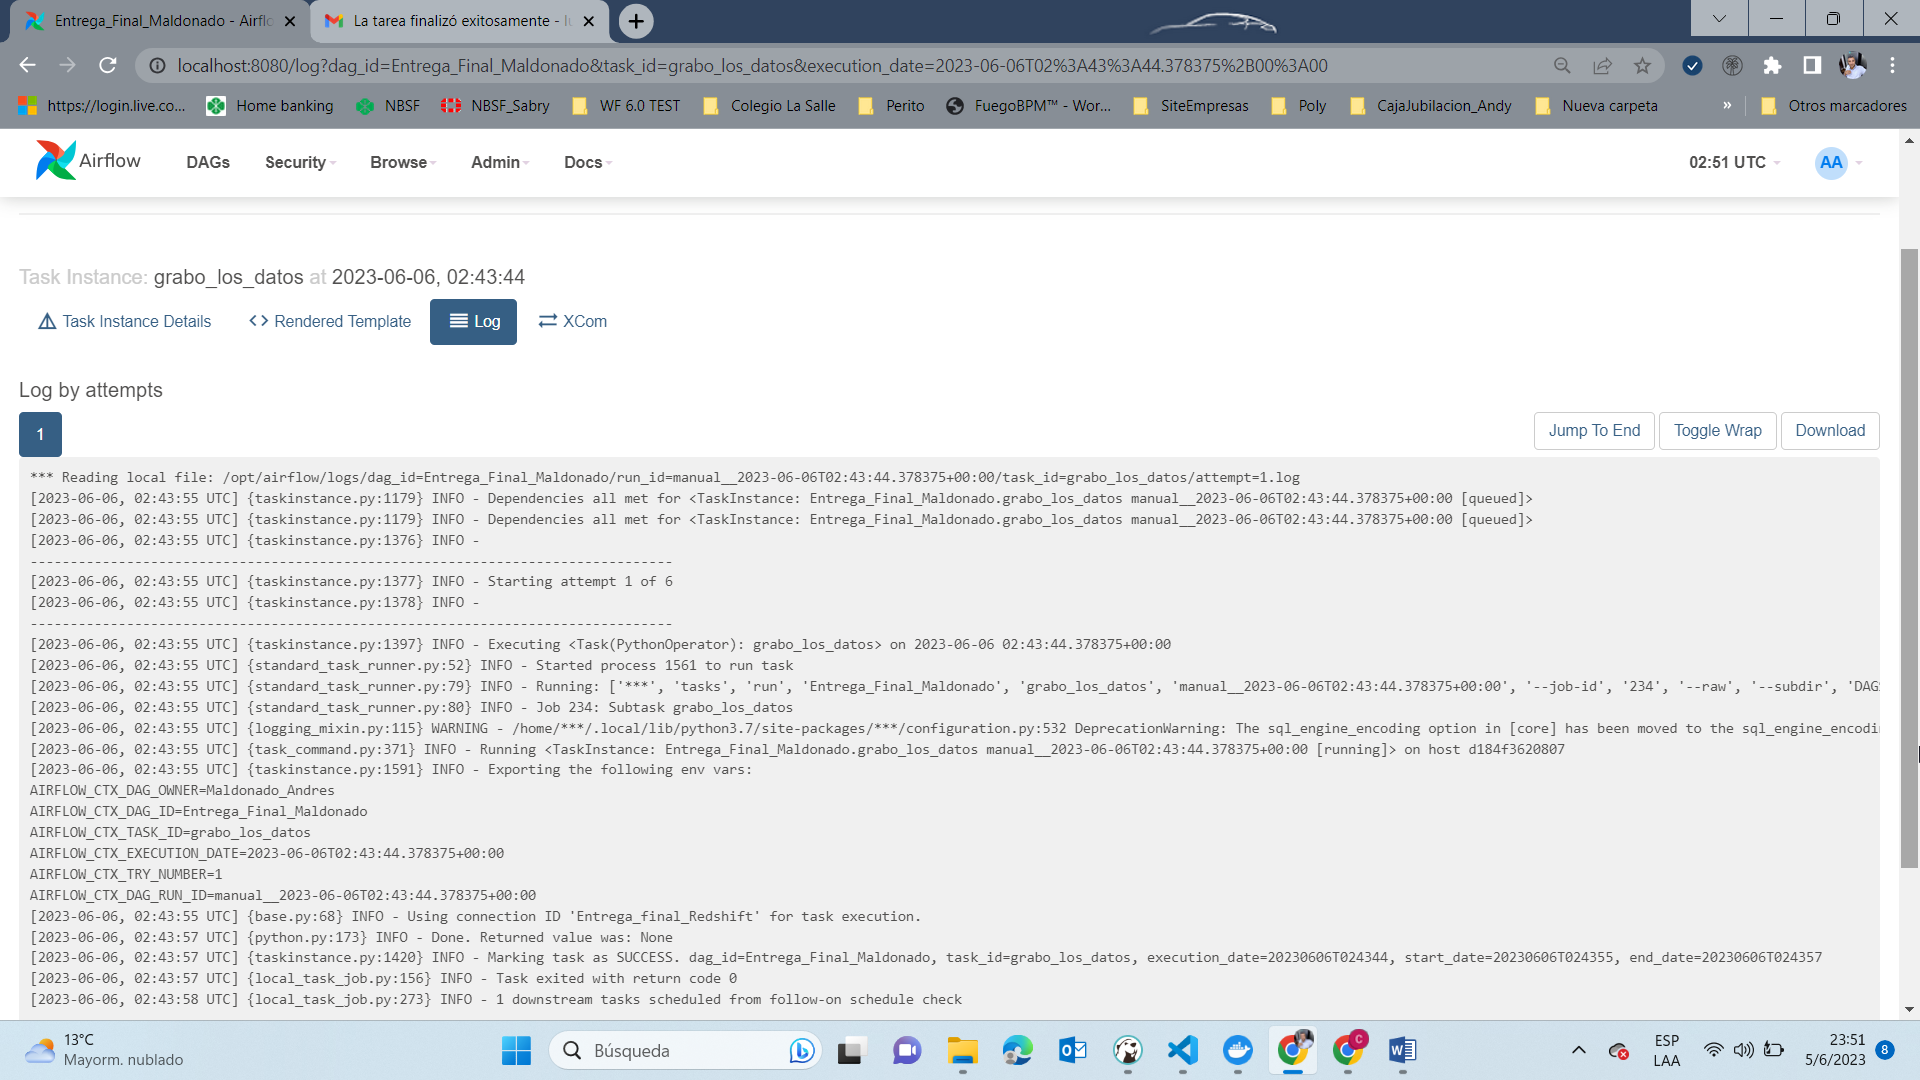 Entrega_Final_Maldonado - Airflo
La tarea finalizó exitosamente - lu
localhost:8080/log?dag_id=Entrega_Final_Maldonado&task_id=grabo_los_datos&execution_date=2023-06-06T02%3A43%3A44.378375%2B00%3A00
https://login.live.co... Home banking NBSF NBSF_Sabry WF 6.0 TEST Colegio La Salle Perito FuegoBPM™ - Wor... SiteEmpresas Poly CajaJubilacion_Andy Nueva carpeta » Otros marcadores
Airflow DAGs Security Browse Admin Docs 02:51 UTC AA
Task Instance: grabo_los_datos at 2023-06-06, 02:43:44
Task Instance Details <> Rendered Template Log XCom
Log by attempts
1 Jump To End Toggle Wrap Download
*** Reading local file: /opt/airflow/logs/dag_id=Entrega_Final_Maldonado/run_id=manual__2023-06-06T02:43:44.378375+00:00/task_id=grabo_los_datos/attempt=1.log
[2023-06-06, 02:43:55 UTC] {taskinstance.py:1179} INFO - Dependencies all met for <TaskInstance: Entrega_Final_Maldonado.grabo_los_datos manual__2023-06-06T02:43:44.378375+00:00 [queued]>
[2023-06-06, 02:43:55 UTC] {taskinstance.py:1179} INFO - Dependencies all met for <TaskInstance: Entrega_Final_Maldonado.grabo_los_datos manual__2023-06-06T02:43:44.378375+00:00 [queued]>
[2023-06-06, 02:43:55 UTC] {taskinstance.py:1376} INFO -
--------------------------------------------------------------------------------
[2023-06-06, 02:43:55 UTC] {taskinstance.py:1377} INFO - Starting attempt 1 of 6
[2023-06-06, 02:43:55 UTC] {taskinstance.py:1378} INFO -
--------------------------------------------------------------------------------
[2023-06-06, 02:43:55 UTC] {taskinstance.py:1397} INFO - Executing <Task(PythonOperator): grabo_los_datos> on 2023-06-06 02:43:44.378375+00:00
[2023-06-06, 02:43:55 UTC] {standard_task_runner.py:52} INFO - Started process 1561 to run task
[2023-06-06, 02:43:55 UTC] {standard_task_runner.py:79} INFO - Running: ['***', 'tasks', 'run', 'Entrega_Final_Maldonado', 'grabo_los_datos', 'manual__2023-06-06T02:43:44.378375+00:00', '--job-id', '234', '--raw', '--subdir', 'DAGS
[2023-06-06, 02:43:55 UTC] {standard_task_runner.py:80} INFO - Job 234: Subtask grabo_los_datos
[2023-06-06, 02:43:55 UTC] {logging_mixin.py:115} WARNING - /home/***/.local/lib/python3.7/site-packages/***/configuration.py:532 DeprecationWarning: The sql_engine_encoding option in [core] has been moved to the sql_engine_encodi
[2023-06-06, 02:43:55 UTC] {task_command.py:371} INFO - Running <TaskInstance: Entrega_Final_Maldonado.grabo_los_datos manual__2023-06-06T02:43:44.378375+00:00 [running]> on host d184f3620807
[2023-06-06, 02:43:55 UTC] {taskinstance.py:1591} INFO - Exporting the following env vars:
AIRFLOW_CTX_DAG_OWNER=Maldonado_Andres
AIRFLOW_CTX_DAG_ID=Entrega_Final_Maldonado
AIRFLOW_CTX_TASK_ID=grabo_los_datos
AIRFLOW_CTX_EXECUTION_DATE=2023-06-06T02:43:44.378375+00:00
AIRFLOW_CTX_TRY_NUMBER=1
AIRFLOW_CTX_DAG_RUN_ID=manual__2023-06-06T02:43:44.378375+00:00
[2023-06-06, 02:43:55 UTC] {base.py:68} INFO - Using connection ID 'Entrega_final_Redshift' for task execution.
[2023-06-06, 02:43:57 UTC] {python.py:173} INFO - Done. Returned value was: None
[2023-06-06, 02:43:57 UTC] {taskinstance.py:1420} INFO - Marking task as SUCCESS. dag_id=Entrega_Final_Maldonado, task_id=grabo_los_datos, execution_date=20230606T024344, start_date=20230606T024355, end_date=20230606T024357
[2023-06-06, 02:43:57 UTC] {local_task_job.py:156} INFO - Task exited with return code 0
[2023-06-06, 02:43:58 UTC] {local_task_job.py:273} INFO - 1 downstream tasks scheduled from follow-on schedule check
13°C
Mayorm. nublado
Búsqueda
ESP
LAA
23:51
5/6/2023
8